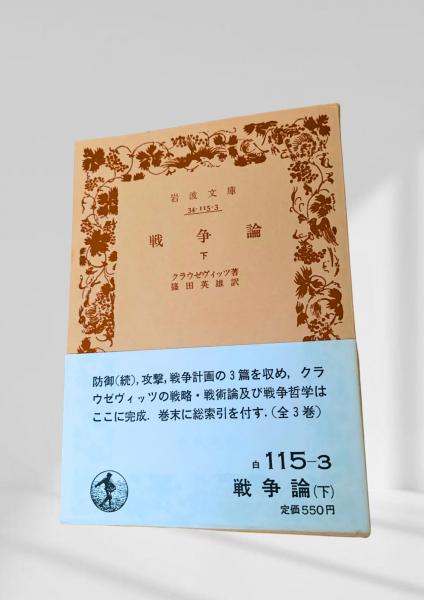 岩波文庫
34-115-3
戦争論
下
クラウゼヴィッツ著
篠田英雄訳
防御(続),攻撃,戦争計画の3篇を収め,クラ
ウゼヴィッツの戦略・戦術論及び戦争哲学は
ここに完成.巻末に総索引を付す.(全3巻)
白 115-3
戦争論(下)
定価550円